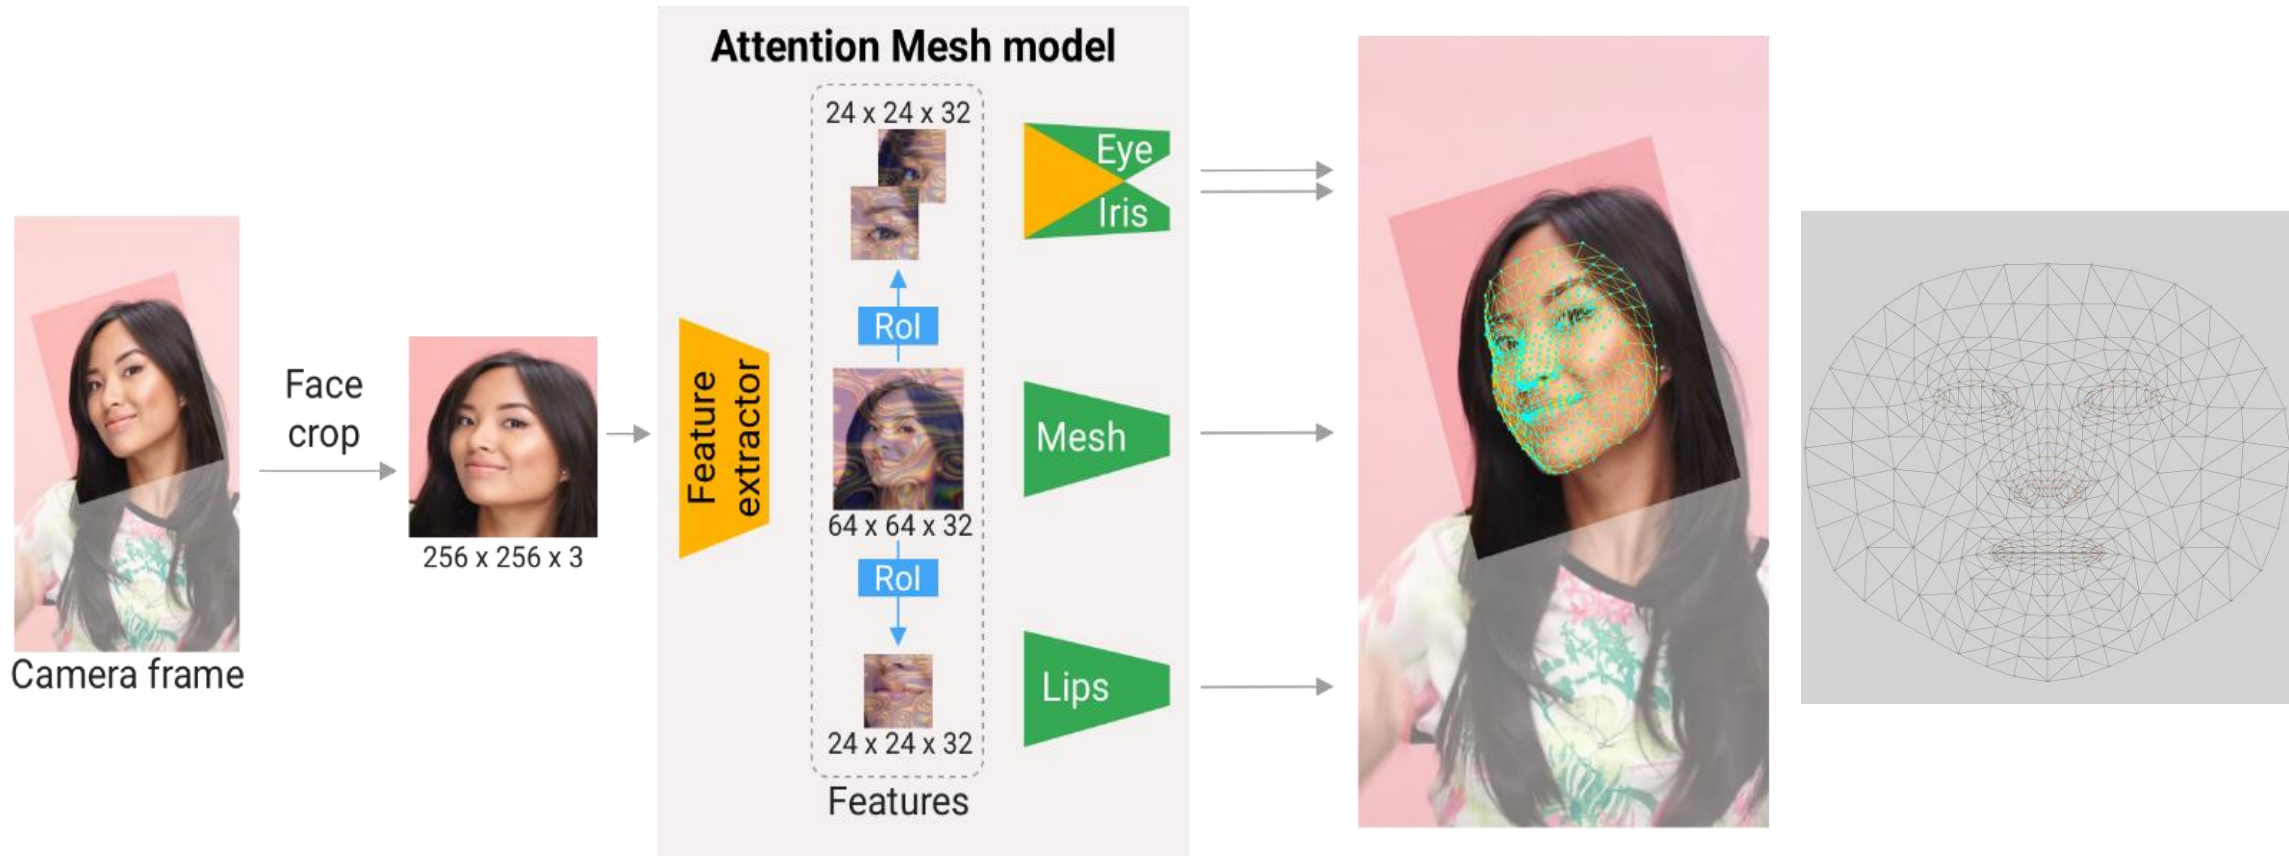 Attention Mesh model
24 x 24 x 32
Eye
Iris
RoI
Face
crop
Feature
extractor
Mesh
64 x 64 x 32
256 x 256 x 3
RoI
Camera frame
Lips
24 x 24 x 32
Features